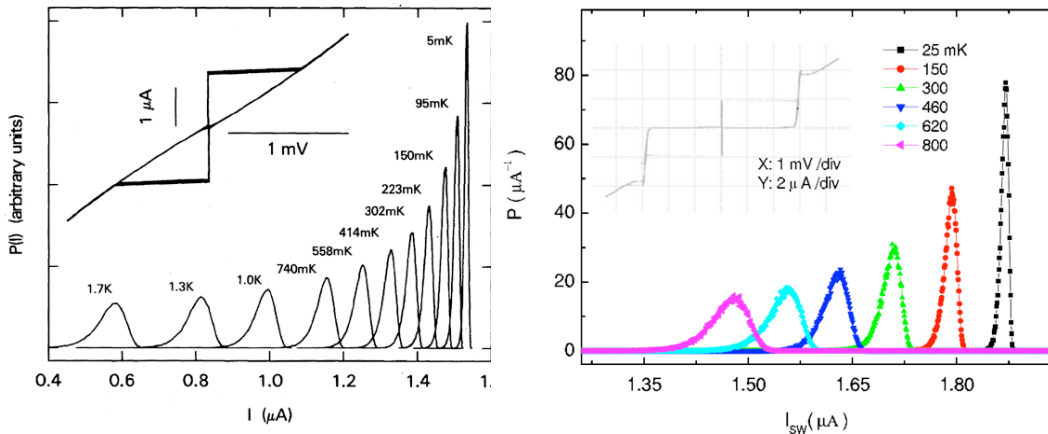 5mK
95mK
150mK
223mK
302mK
414mK
558mK
740mK
1.0K
1.3K
1.7K
1 μA
1 mV
P(I) (arbitrary units)
0.4 0.6 0.8 1.0 1.2 1.4 1.
I (μA)
25 mK
150
300
460
620
800
X: 1 mV /div
Y: 2 μA /div
P (μA⁻¹)
80
60
40
20
0
1.35 1.50 1.65 1.80
I_SW(μA)